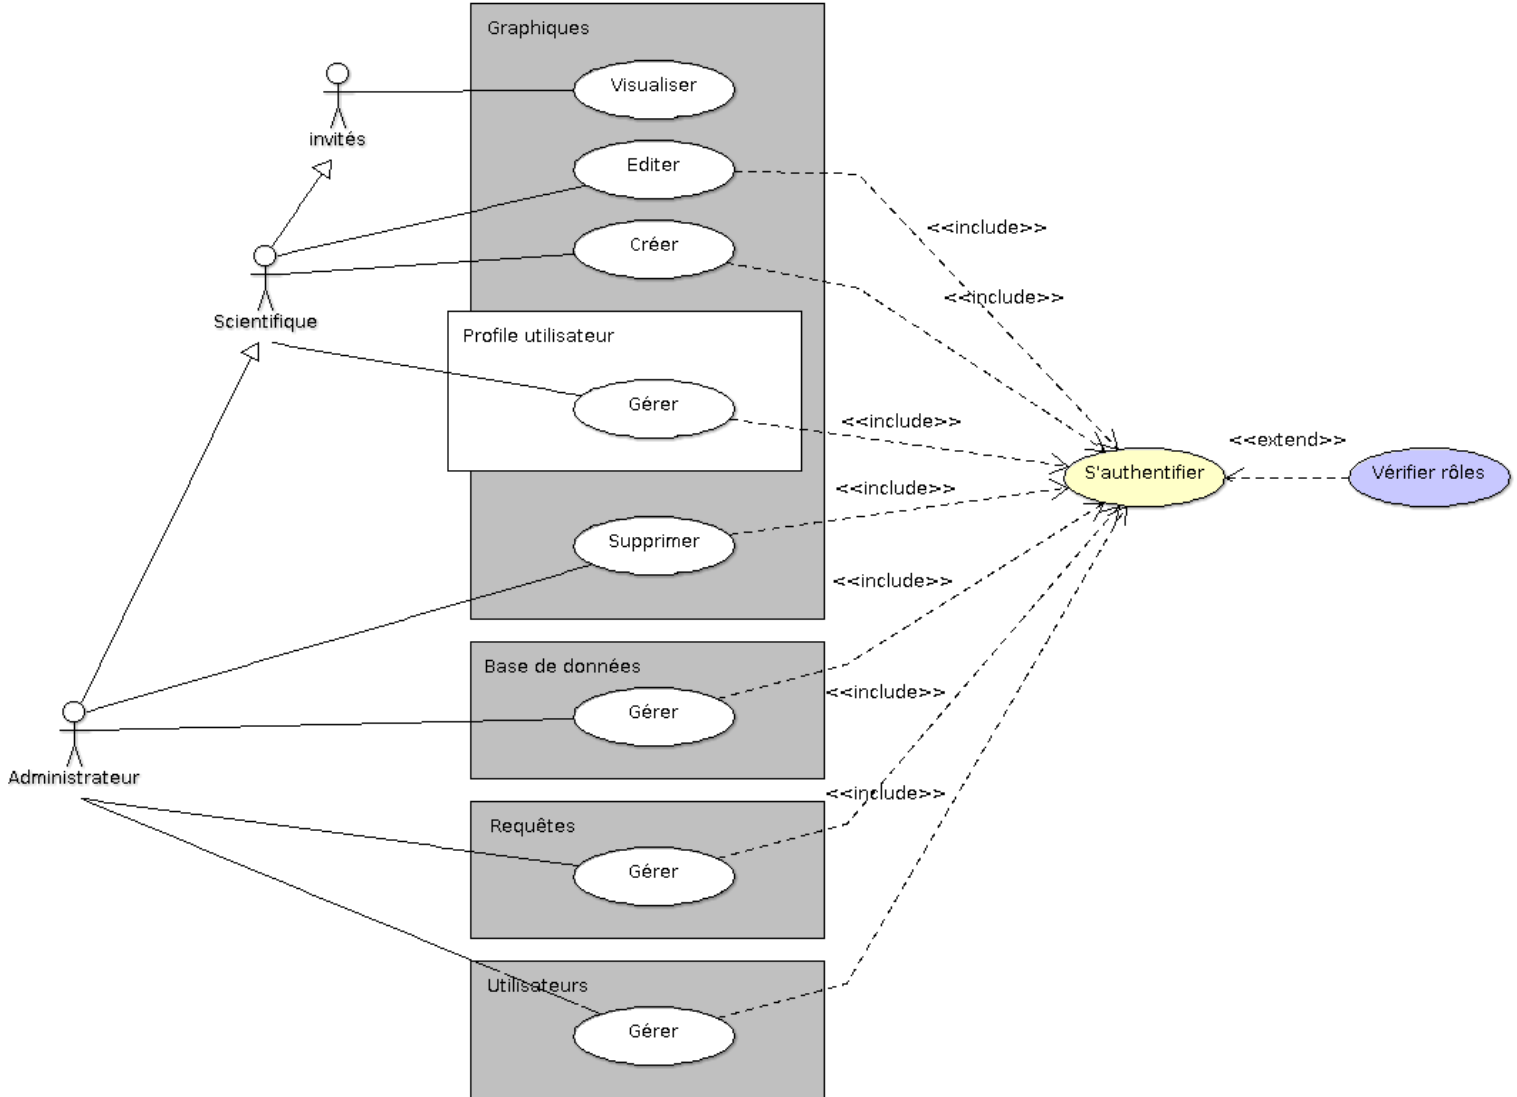 Graphiques
Visualiser
invités
Editer
<<include>>
Créer
<<include>>
Scientifique
Profile utilisateur
Gérer
<<include>>
<<extend>>
S'authentifier
Vérifier rôles
<<include>>
Supprimer
<<include>>
Base de données
<<include>>
Gérer
Administrateur
<<include>>
Requêtes
Gérer
Utilisateurs
Gérer